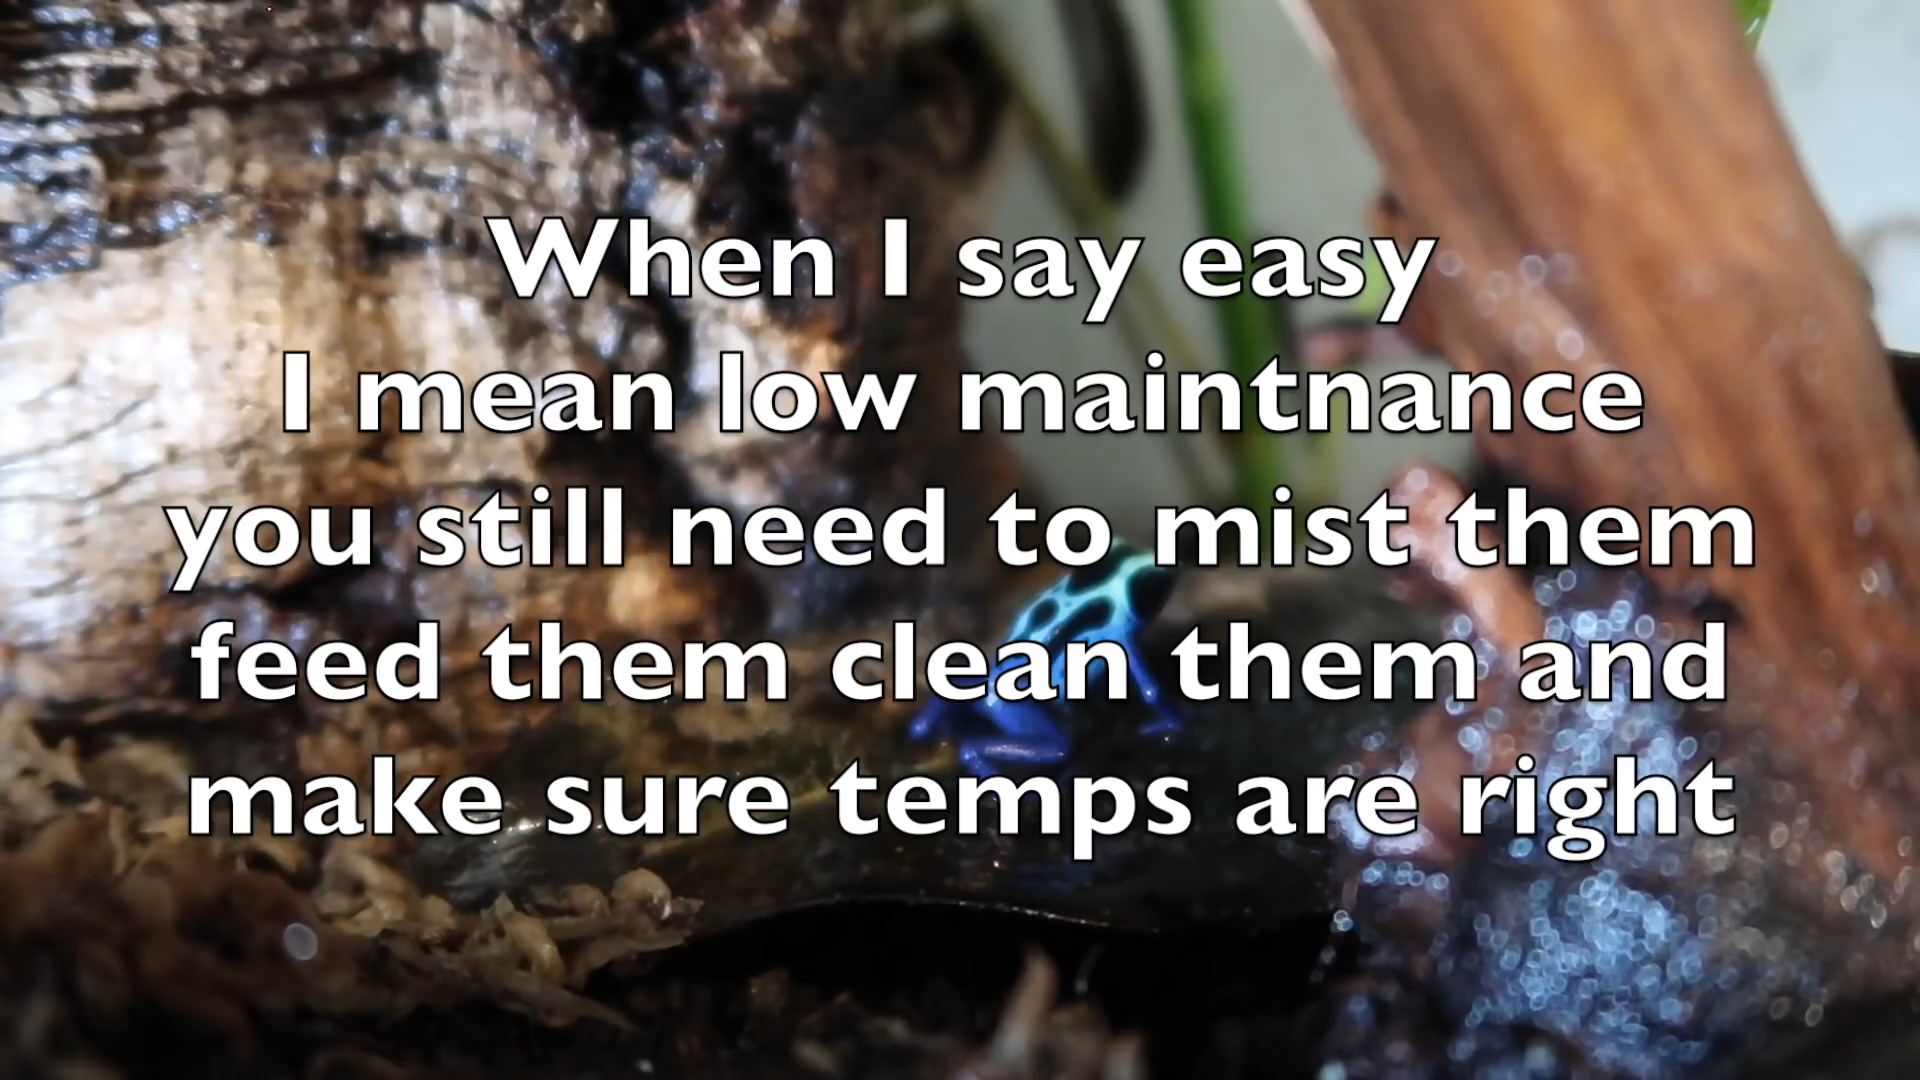 When I say easy
I mean low maintnance
you still need to mist them
feed them clean them and
make sure temps are right